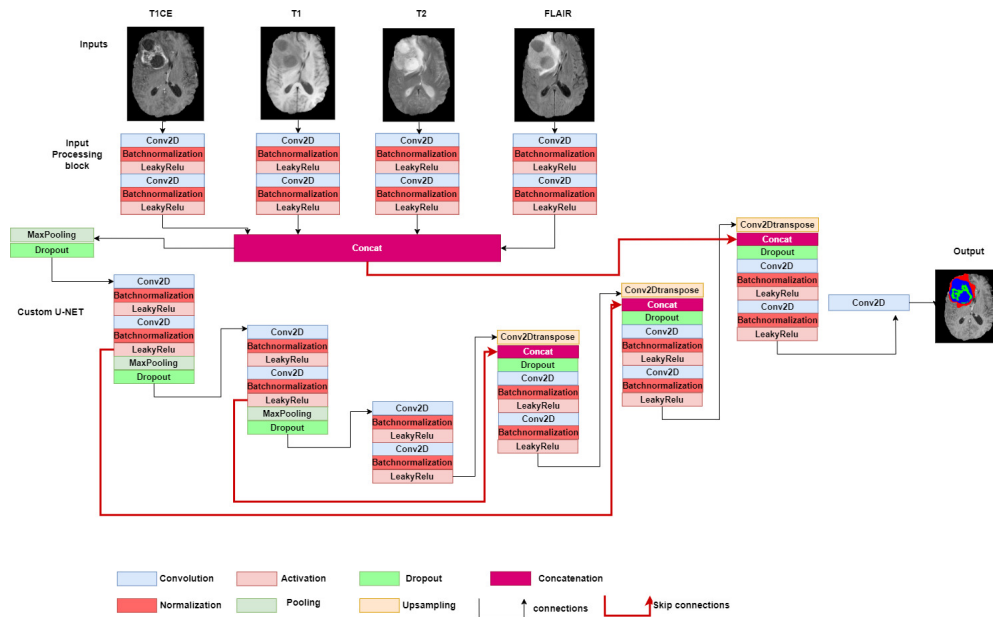 T1CE
T1
T2
FLAIR
Inputs
Input
Processing
block
Conv2D
Batchnormalization
LeakyRelu
Conv2D
Batchnormalization
LeakyRelu
Conv2D
Batchnormalization
LeakyRelu
Conv2D
Batchnormalization
LeakyRelu
Conv2D
Batchnormalization
LeakyRelu
Conv2D
Batchnormalization
LeakyRelu
Conv2D
Batchnormalization
LeakyRelu
Conv2D
Batchnormalization
LeakyRelu
MaxPooling
Dropout
Concat
Custom U-NET
Conv2D
Batchnormalization
LeakyRelu
Conv2D
Batchnormalization
LeakyRelu
MaxPooling
Dropout
Conv2D
Batchnormalization
LeakyRelu
Conv2D
Batchnormalization
LeakyRelu
MaxPooling
Dropout
Conv2D
Batchnormalization
LeakyRelu
Conv2D
Batchnormalization
LeakyRelu
Conv2Dtranspose
Concat
Dropout
Conv2D
Batchnormalization
LeakyRelu
Conv2D
Batchnormalization
LeakyRelu
Conv2Dtranspose
Concat
Dropout
Conv2D
Batchnormalization
LeakyRelu
Conv2D
Batchnormalization
LeakyRelu
Conv2Dtranspose
Concat
Dropout
Conv2D
Batchnormalization
LeakyRelu
Conv2D
Batchnormalization
LeakyRelu
Conv2D
Output
Convolution
Activation
Dropout
Concatenation
Normalization
Pooling
Upsampling
connections
Skip connections